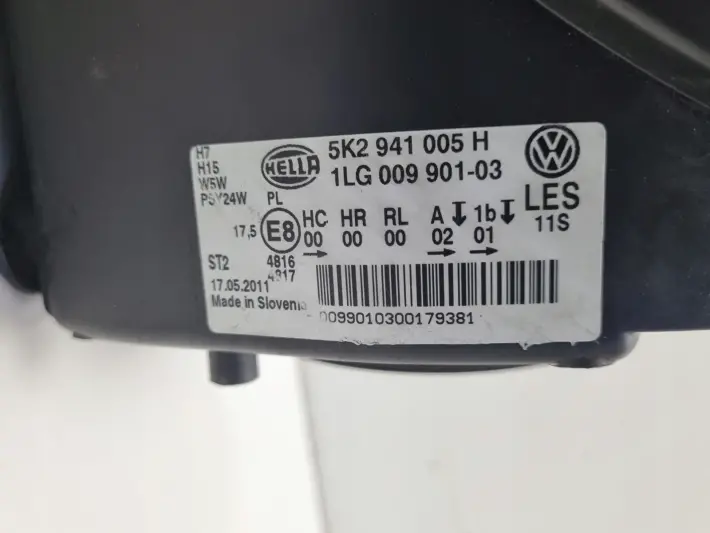 H7
H15
W5W
PSY24W PL
HELLA
5K2 941 005 H
1LG 009 901-03
LES
11S
HC HR RL A 1b
17,5 E8 00 00 00 02 01
ST2 4816
4817
17.05.2011
Made in Slovenia
0099010300179381